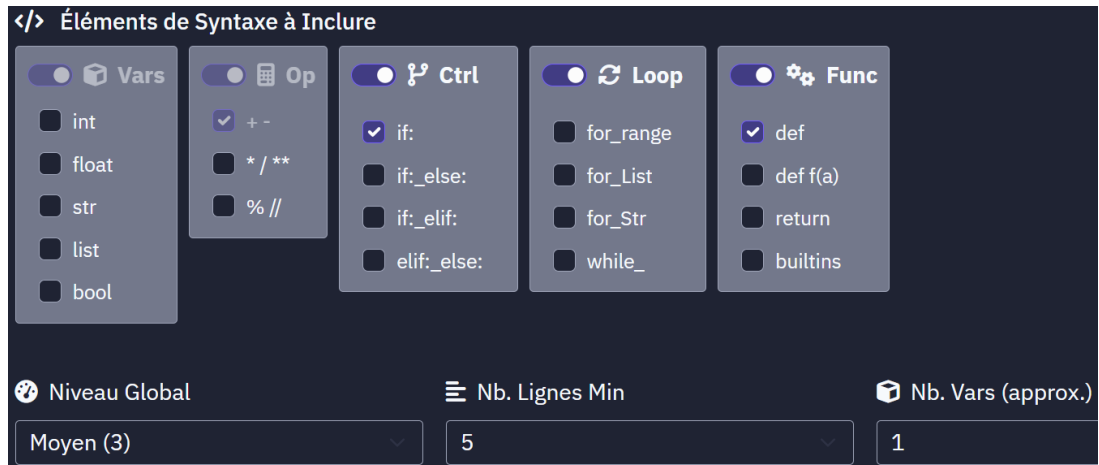 </> Éléments de Syntaxe à Inclure
Vars
int
float
str
list
bool
Op
+ -
* / **
% //
Ctrl
if:
if:_else:
if:_elif:
elif:_else:
Loop
for_range
for_List
for_Str
while_
Func
def
def f(a)
return
builtins
Niveau Global
Moyen (3)
Nb. Lignes Min
5
Nb. Vars (approx.)
1